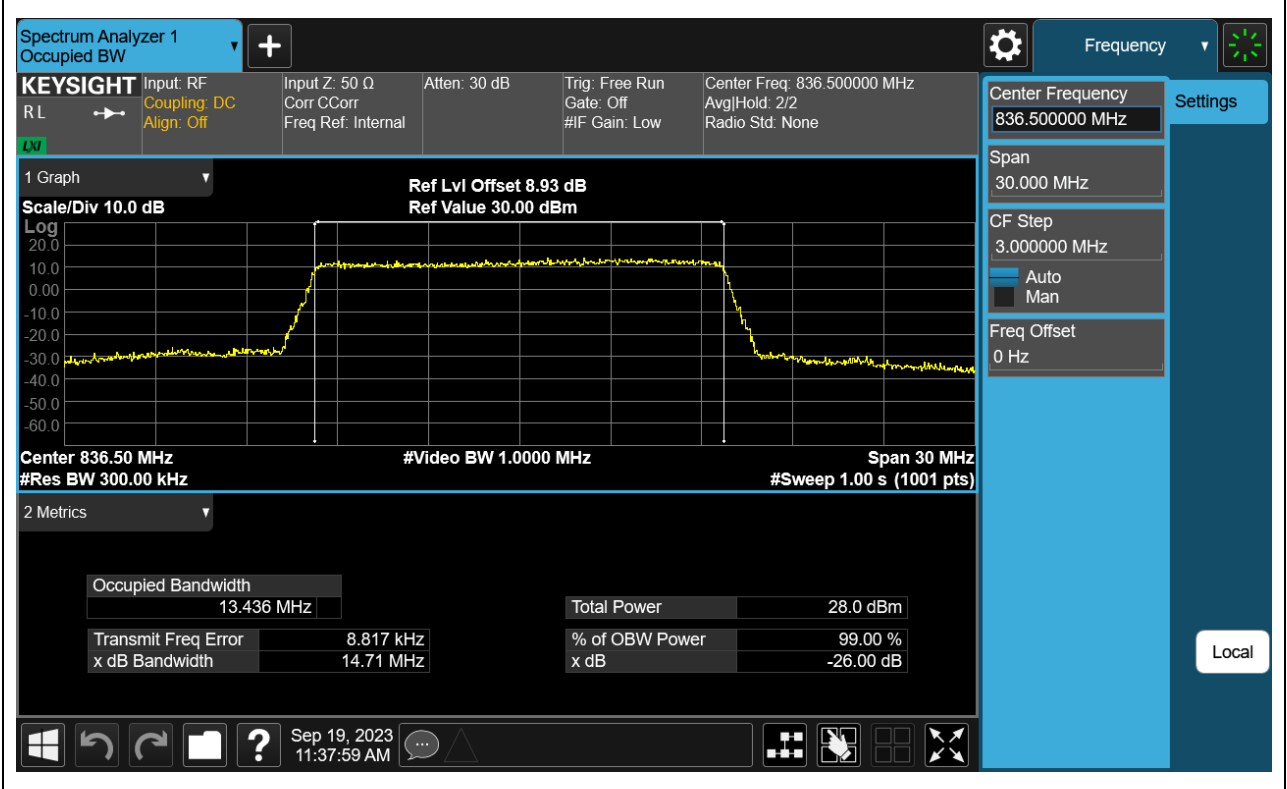 Spectrum Analyzer 1
Occupied BW
Frequency
KEYSIGHT
R L
LXI
Input: RF
Coupling: DC
Align: Off
Input Z: 50 Ω
Corr CCorr
Freq Ref: Internal
Atten: 30 dB
Trig: Free Run
Gate: Off
#IF Gain: Low
Center Freq: 836.500000 MHz
Avg|Hold: 2/2
Radio Std: None
Center Frequency
836.500000 MHz
Settings
Span
30.000 MHz
CF Step
3.000000 MHz
Auto
Man
Freq Offset
0 Hz
Local
1 Graph
Scale/Div 10.0 dB
Ref Lvl Offset 8.93 dB
Ref Value 30.00 dBm
Log
20.0
10.0
0.00
-10.0
-20.0
-30.0
-40.0
-50.0
-60.0
Center 836.50 MHz
#Video BW 1.0000 MHz
Span 30 MHz
#Res BW 300.00 kHz
#Sweep 1.00 s (1001 pts)
2 Metrics
Occupied Bandwidth
13.436 MHz
Total Power 28.0 dBm
Transmit Freq Error 8.817 kHz
% of OBW Power 99.00 %
x dB Bandwidth 14.71 MHz
x dB -26.00 dB
?
Sep 19, 2023
11:37:59 AM